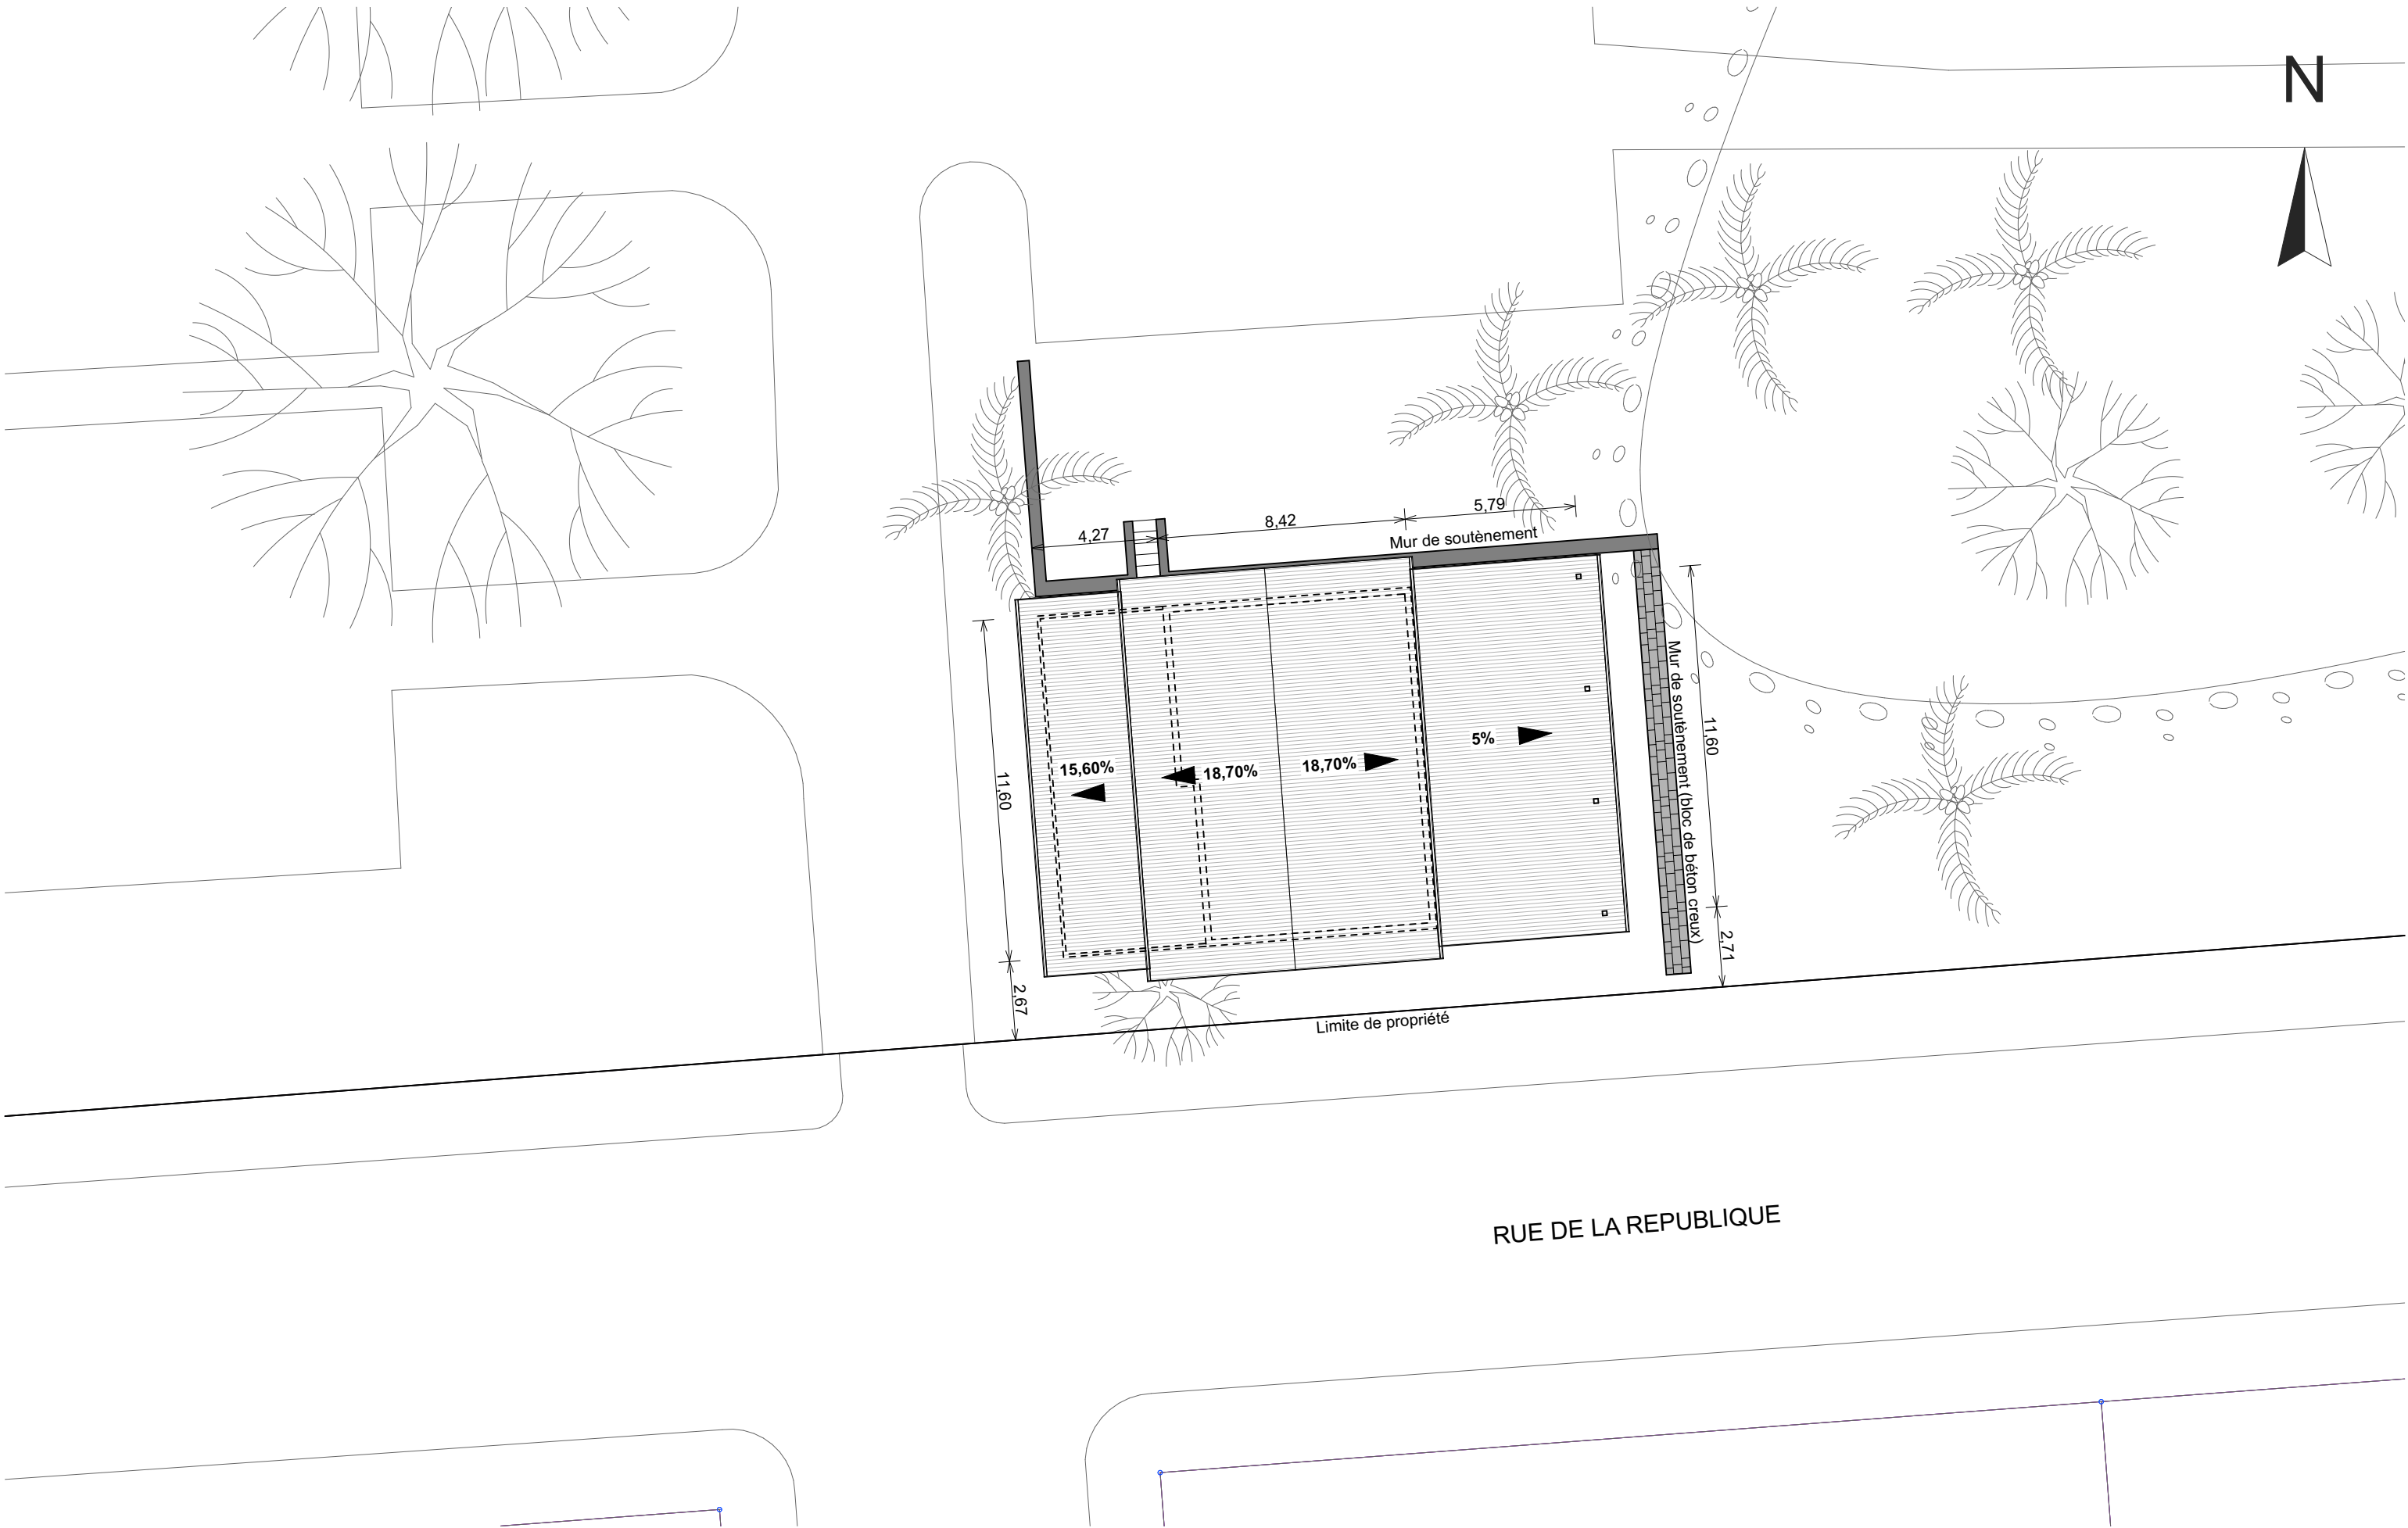 N
5,79
8,42
4,27
Mur de soutènement
Mur de soutènement (bloc de béton creux)
11,60
11,60
5%
18,70%
18,70%
15,60%
2,71
2,67
Limite de propriété
RUE DE LA REPUBLIQUE